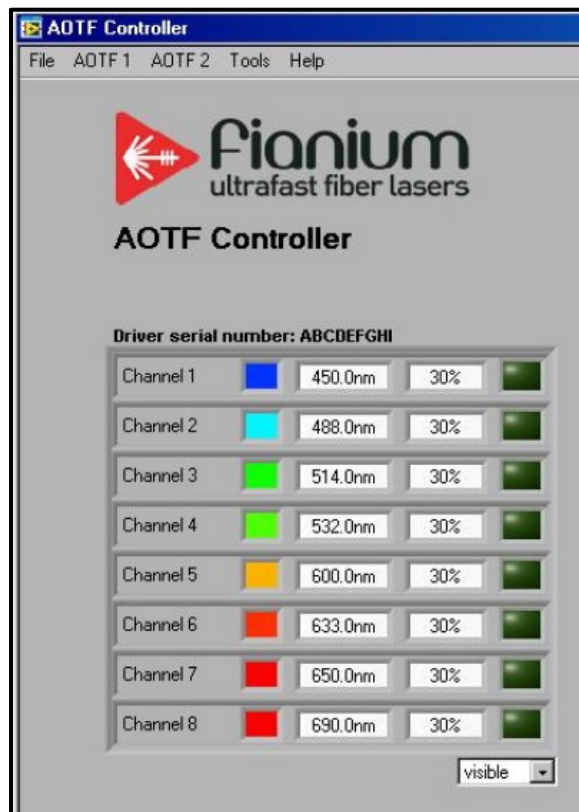 AOTF Controller
File AOTF 1 AOTF 2 Tools Help
fianium
ultrafast fiber lasers
AOTF Controller
Driver serial number: ABCDEFGHI
Channel 1 450.0nm 30%
Channel 2 488.0nm 30%
Channel 3 514.0nm 30%
Channel 4 532.0nm 30%
Channel 5 600.0nm 30%
Channel 6 633.0nm 30%
Channel 7 650.0nm 30%
Channel 8 690.0nm 30%
visible